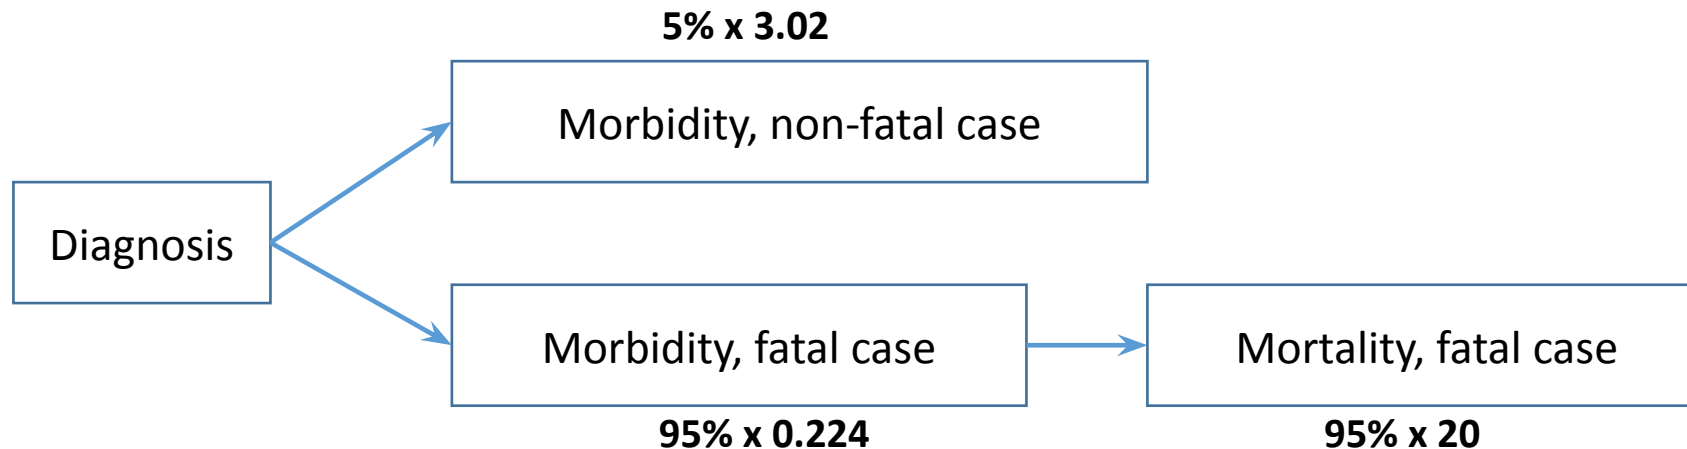 5% x 3.02
Morbidity, non-fatal case
Diagnosis
Morbidity, fatal case
Mortality, fatal case
95% x 0.224
95% x 20